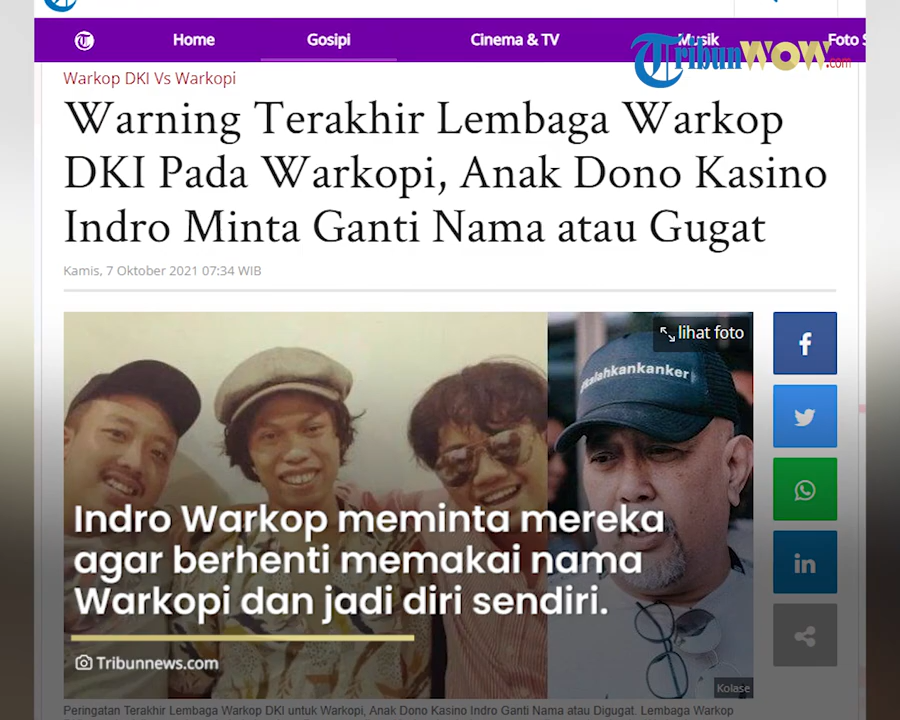 Home
Gosipi
Cinema & TV
Musik
Foto S
TribunWOW.com
Warkop DKI Vs Warkopi
Warning Terakhir Lembaga Warkop
DKI Pada Warkopi, Anak Dono Kasino
Indro Minta Ganti Nama atau Gugat
Kamis, 7 Oktober 2021 07:34 WIB
lihat foto
#kalahkankanker
Indro Warkop meminta mereka
agar berhenti memakai nama
Warkopi dan jadi diri sendiri.
Tribunnews.com
Kolase
Peringatan Terakhir Lembaga Warkop DKI untuk Warkopi, Anak Dono Kasino Indro Ganti Nama atau Digugat. Lembaga Warkop